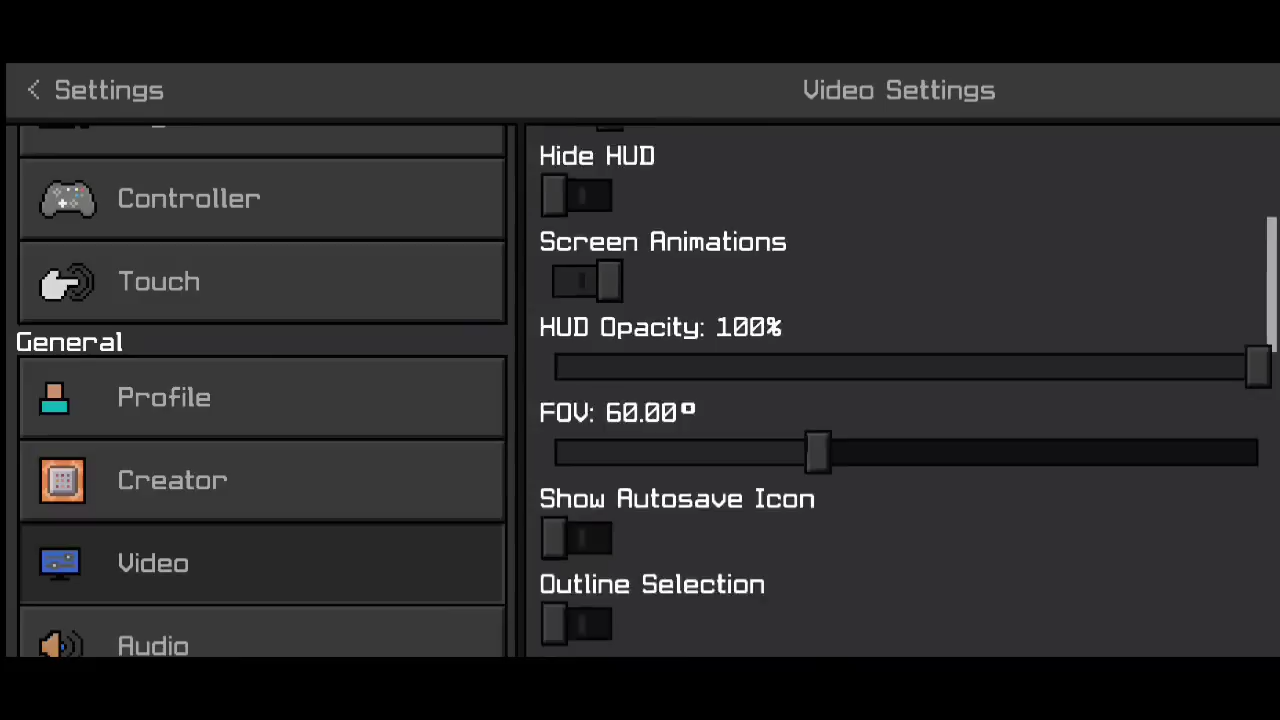 Settings
Video Settings
Controller
Touch
General
Profile
Creator
Video
Audio
Hide HUD
Screen Animations
HUD Opacity: 100%
FOV: 60.00°
Show Autosave Icon
Outline Selection